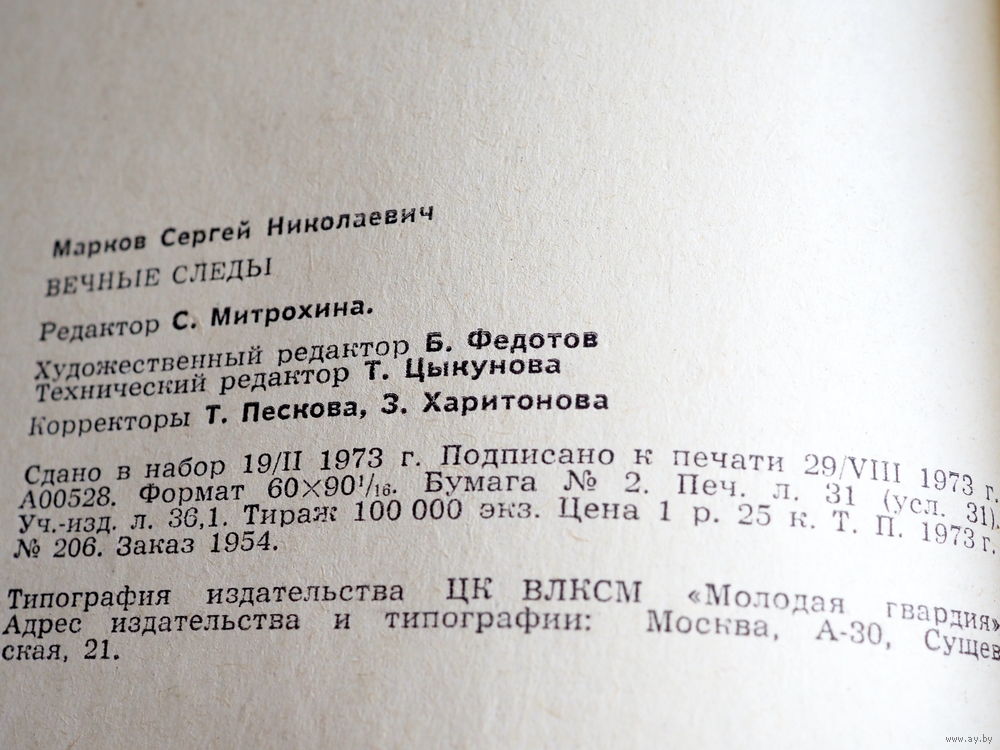 Марков Сергей Николаевич
ВЕЧНЫЕ СЛЕДЫ
Редактор С. Митрохина.
Художественный редактор Б. Федотов
Технический редактор Т. Цыкунова
Корректоры Т. Пескова, З. Харитонова
Сдано в набор 19/II 1973 г. Подписано к печати 29/VIII 1973 г.
А00528. Формат 60×90¹/₁₆. Бумага № 2. Печ. л. 31 (усл. 31).
Уч.-изд. л. 36,1. Тираж 100 000 экз. Цена 1 р. 25 к. Т. П. 1973 г.
№ 206. Заказ 1954.
Типография издательства ЦК ВЛКСМ «Молодая гвардия»
Адрес издательства и типографии: Москва, А-30, Сущев
ская, 21.
www.ay.by